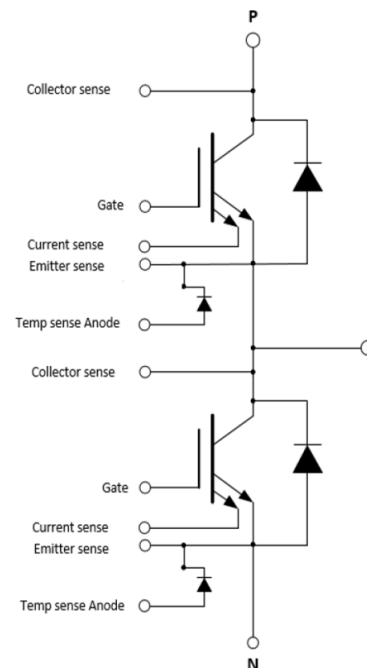 P
Collector sense
Gate
Current sense
Emitter sense
Temp sense Anode
Collector sense
Gate
Current sense
Emitter sense
Temp sense Anode
N